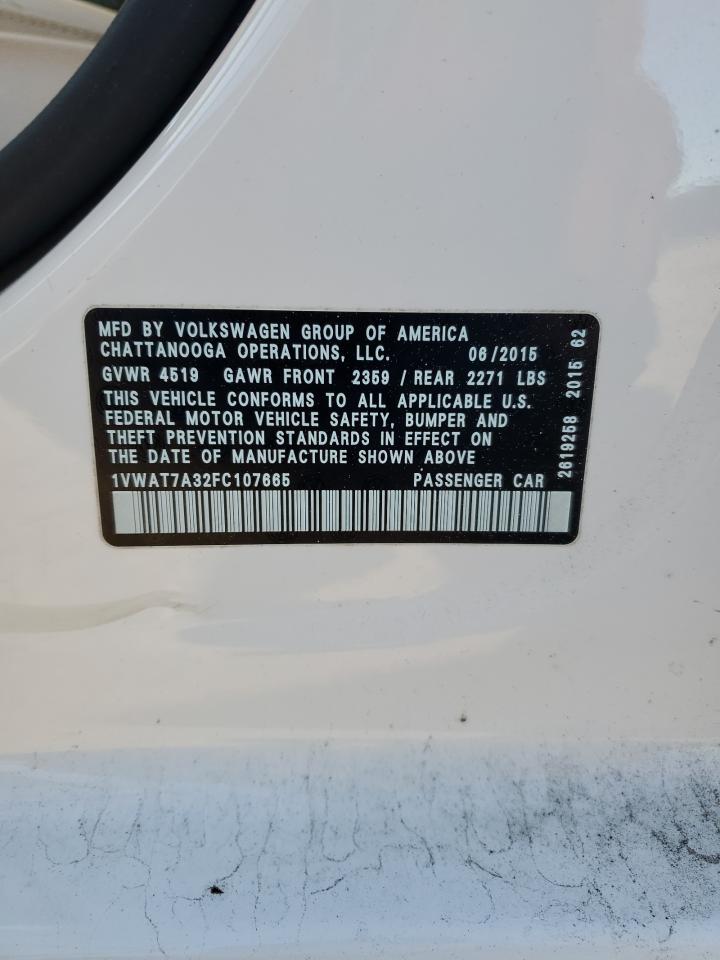 MFD BY VOLKSWAGEN GROUP OF AMERICA
CHATTANOOGA OPERATIONS, LLC. 06/2015
GVWR 4519 GAWR FRONT 2359 / REAR 2271 LBS
THIS VEHICLE CONFORMS TO ALL APPLICABLE U.S.
FEDERAL MOTOR VEHICLE SAFETY, BUMPER AND
THEFT PREVENTION STANDARDS IN EFFECT ON
THE DATE OF MANUFACTURE SHOWN ABOVE
1VWAT7A32FC107665 PASSENGER CAR
2619258 2015 62